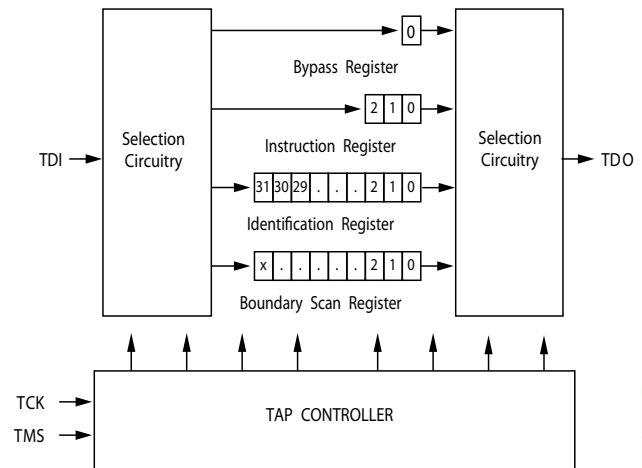 0
Bypass Register
2 1 0
Selection
Circuitry
Selection
Circuitry
TDI
TDO
Instruction Register
31 30 29 . . . 2 1 0
Identification Register
x . . . . . 2 1 0
Boundary Scan Register
TCK
TMS
TAP CONTROLLER